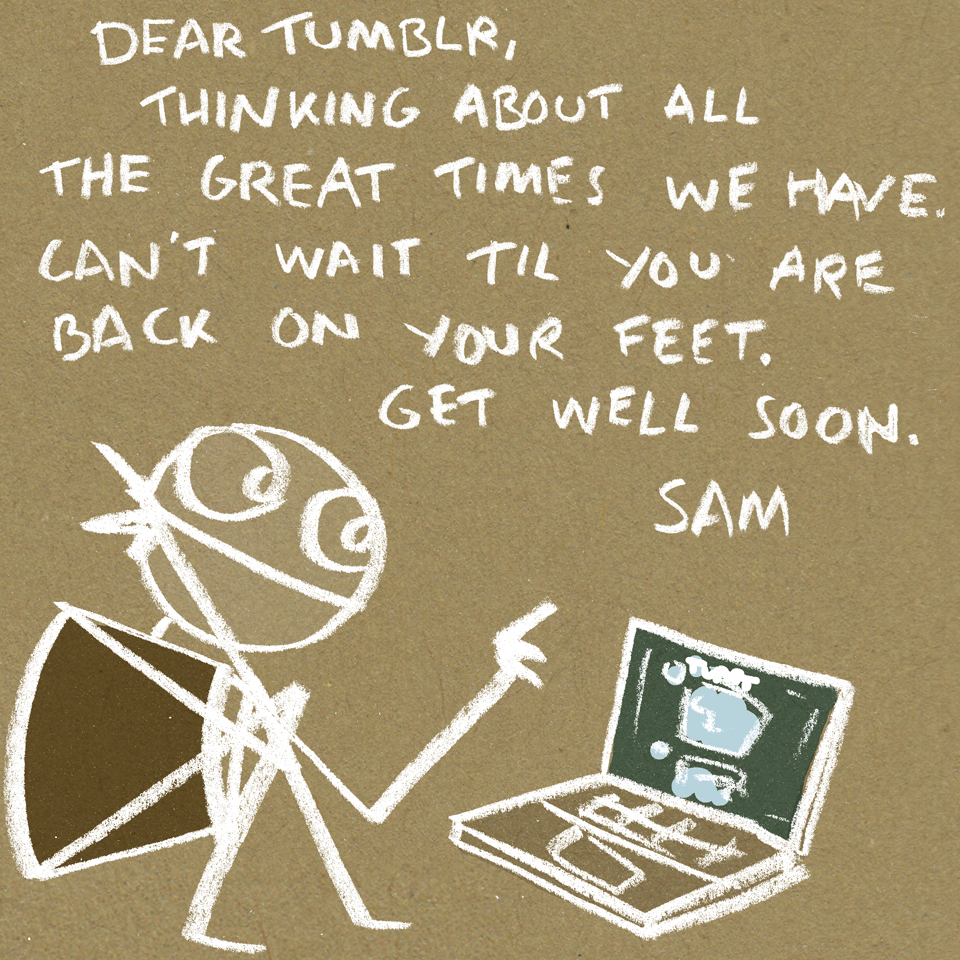 DEAR TUMBLR,
THINKING ABOUT ALL
THE GREAT TIMES WE HAVE.
CAN'T WAIT TIL YOU ARE
BACK ON YOUR FEET.
GET WELL SOON.
SAM